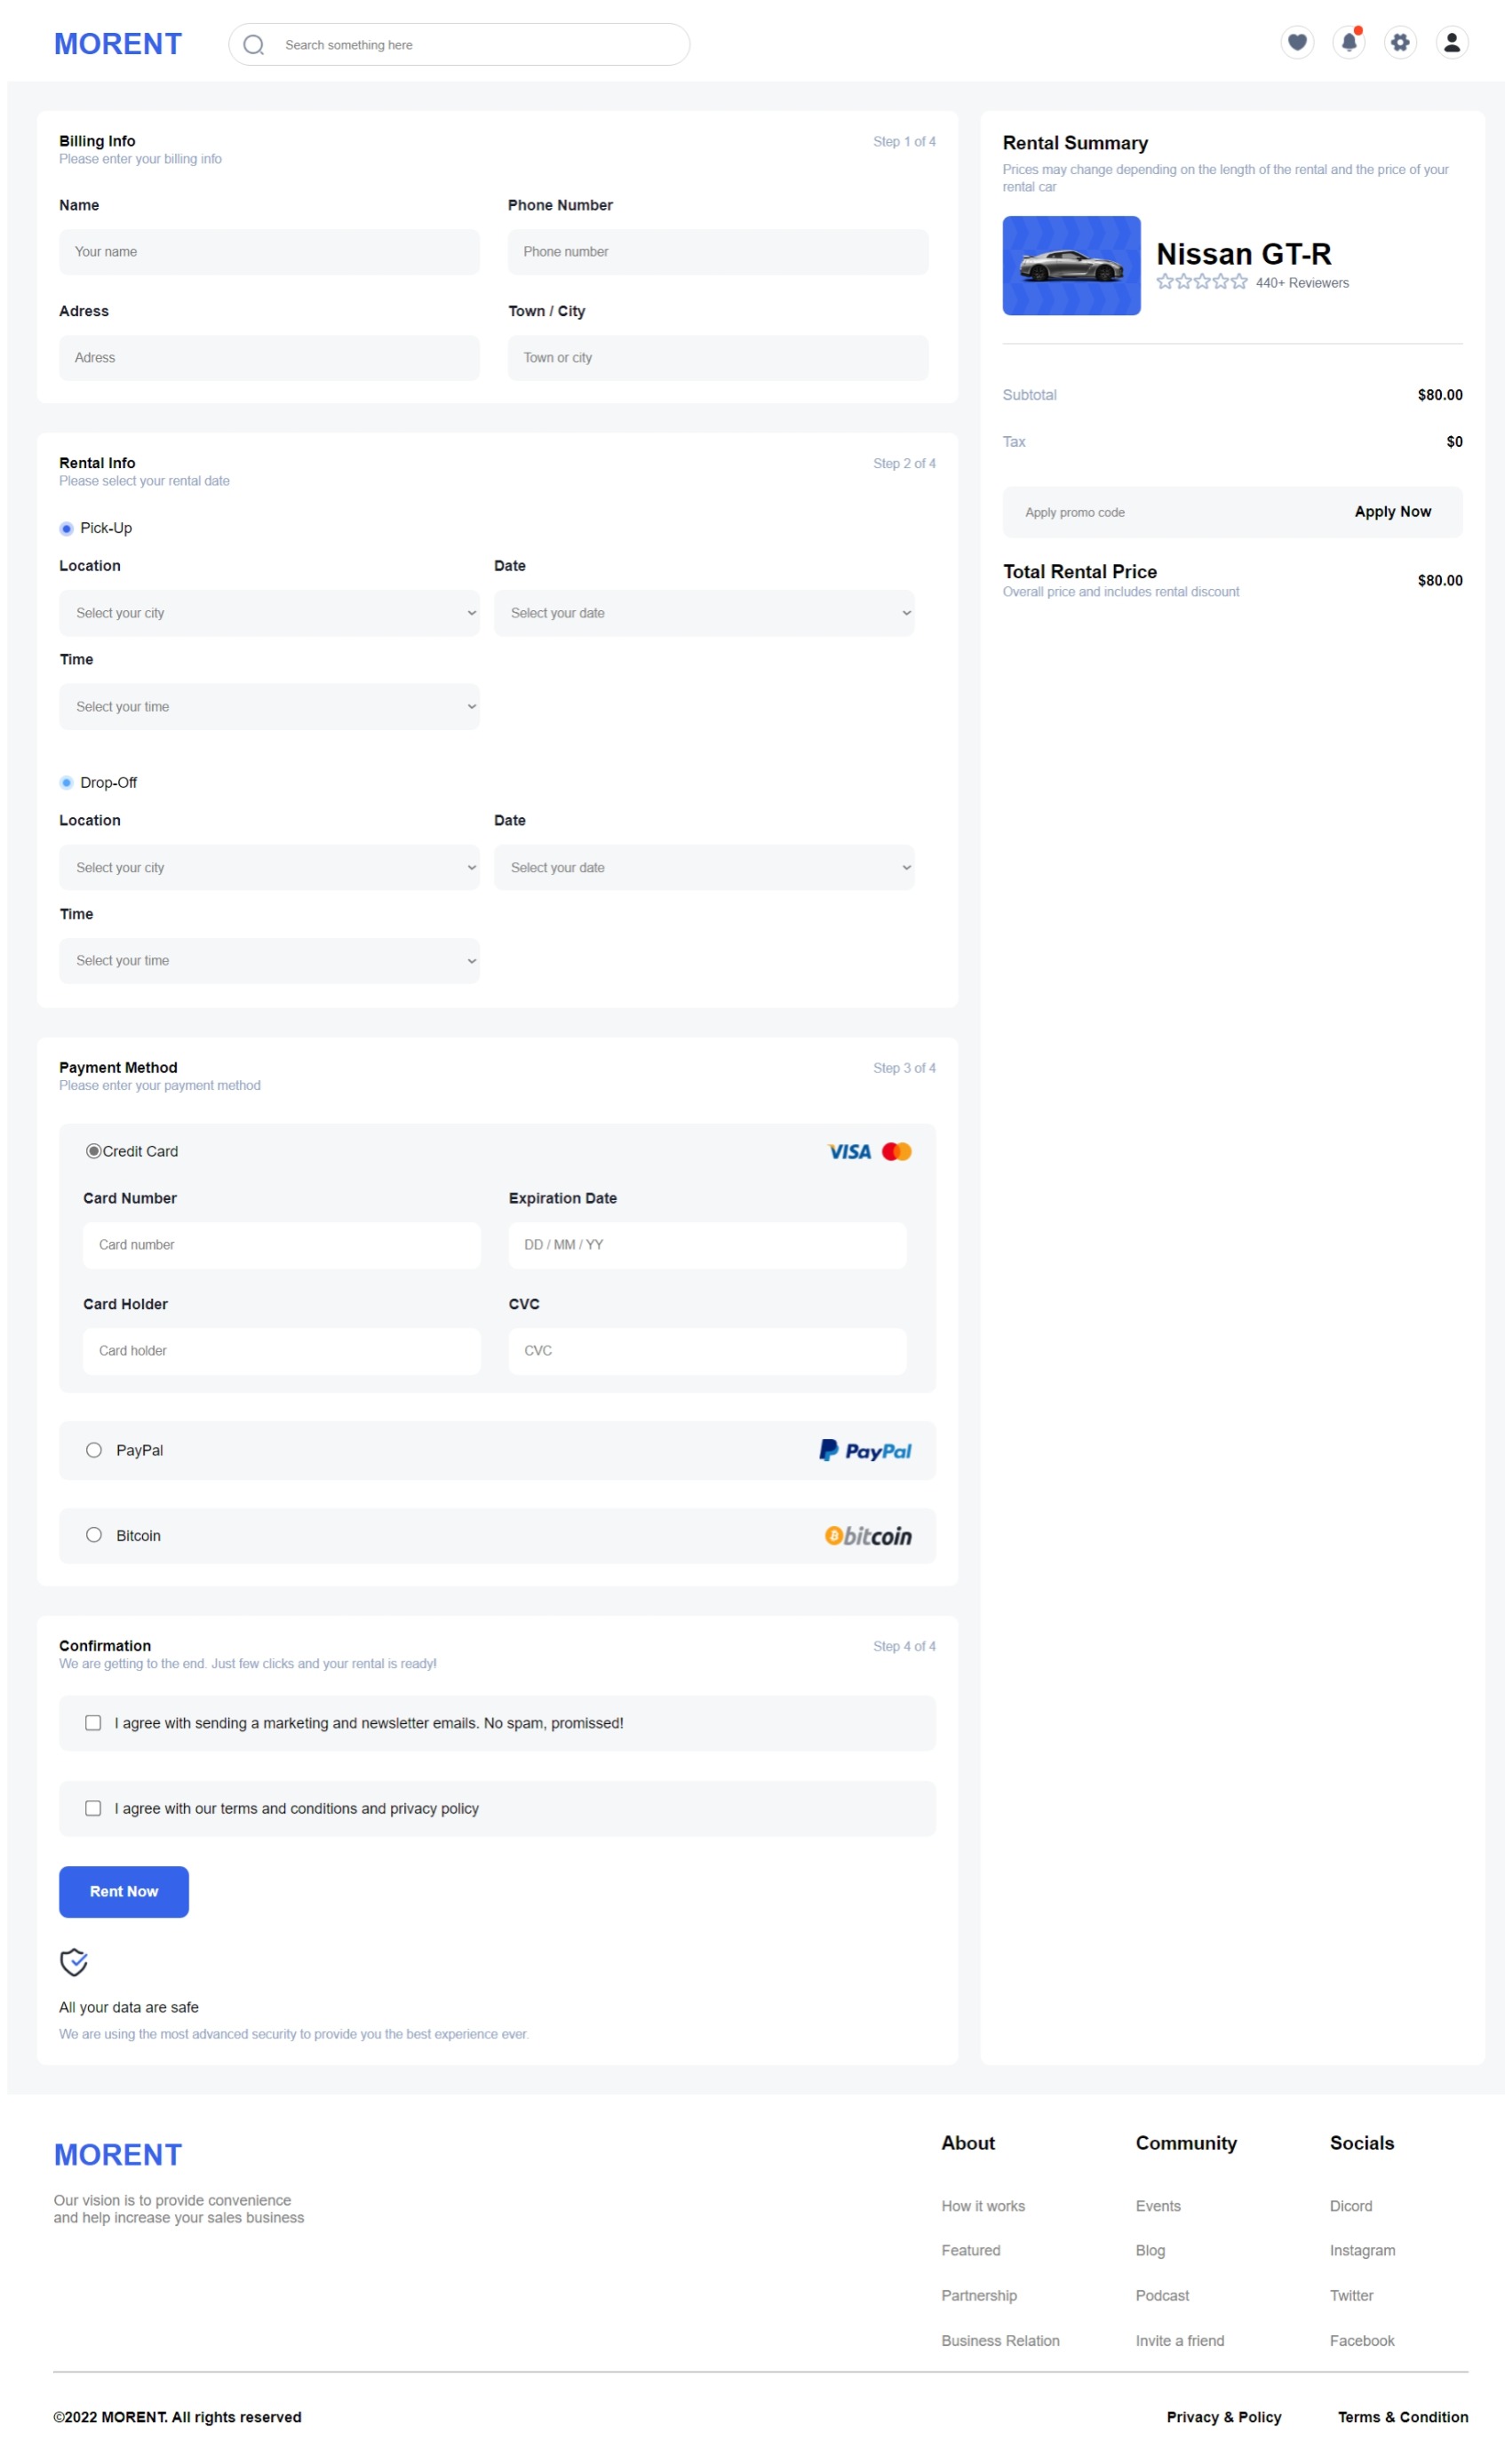 MORENT
Search something here
Billing Info
Step 1 of 4
Please enter your billing info
Name
Phone Number
Your name
Phone number
Adress
Town / City
Adress
Town or city
Rental Info
Step 2 of 4
Please select your rental date
Pick-Up
Location
Date
Select your city
Select your date
Time
Select your time
Drop-Off
Location
Date
Select your city
Select your date
Time
Select your time
Payment Method
Step 3 of 4
Please enter your payment method
Credit Card
VISA
Card Number
Expiration Date
Card number
DD / MM / YY
Card Holder
CVC
Card holder
CVC
PayPal
PayPal
Bitcoin
bitcoin
Confirmation
Step 4 of 4
We are getting to the end. Just few clicks and your rental is ready!
I agree with sending a marketing and newsletter emails. No spam, promissed!
I agree with our terms and conditions and privacy policy
Rent Now
All your data are safe
We are using the most advanced security to provide you the best experience ever.
Rental Summary
Prices may change depending on the length of the rental and the price of your
rental car
Nissan GT-R
440+ Reviewers
Subtotal
$80.00
Tax
$0
Apply promo code
Apply Now
Total Rental Price
Overall price and includes rental discount
$80.00
MORENT
Our vision is to provide convenience
and help increase your sales business
About
How it works
Featured
Partnership
Business Relation
Community
Events
Blog
Podcast
Invite a friend
Socials
Dicord
Instagram
Twitter
Facebook
©2022 MORENT. All rights reserved
Privacy & Policy
Terms & Condition